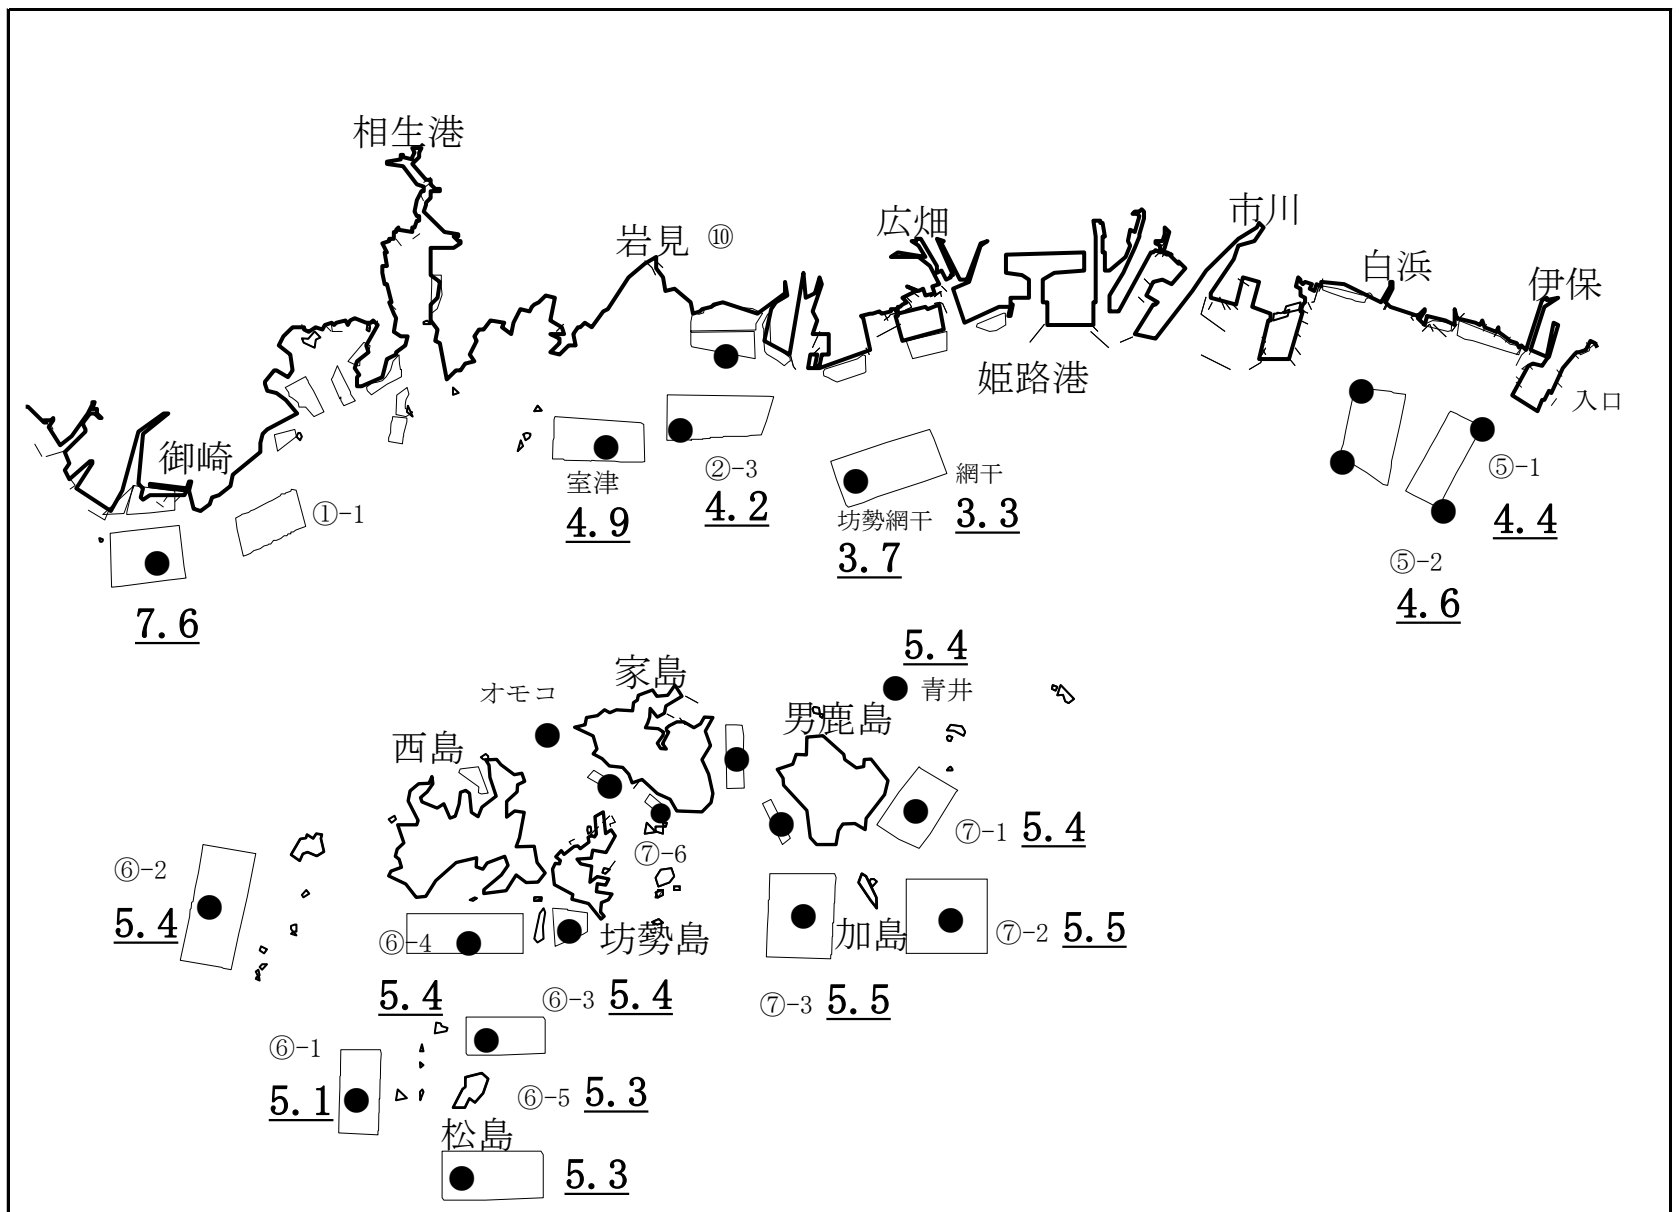 相生港
市川
広畑
岩見 ⑩
白浜
伊保
姫路港
入口
御崎
①-1
室津
4.9
②-3
4.2
網干
3.3
坊勢網干
3.7
⑤-1
4.4
⑤-2
4.6
7.6
5.4
青井
家島
オモコ
男鹿島
西島
⑦-1 5.4
⑦-6
⑥-2
5.4
⑥-4
5.4
坊勢島
加島
⑦-2 5.5
⑥-3 5.4
⑦-3 5.5
⑥-1
5.1
⑥-5 5.3
松島
5.3